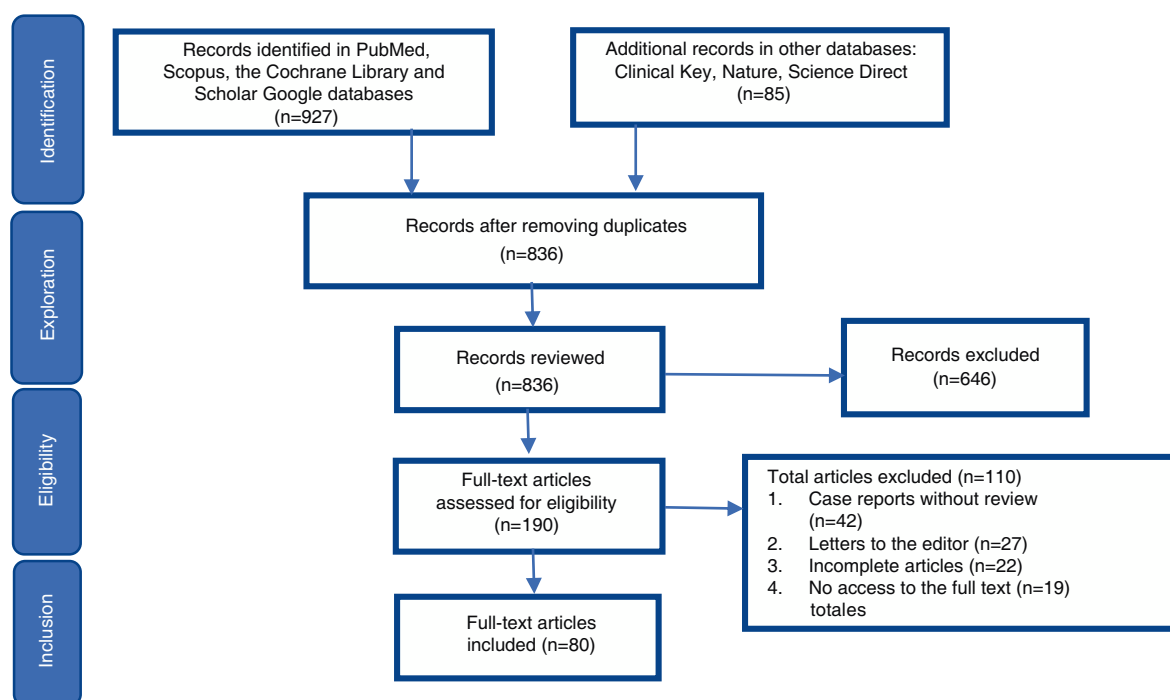 Identification
Records identified in PubMed,
Scopus, the Cochrane Library and
Scholar Google databases
(n=927)
Additional records in other databases:
Clinical Key, Nature, Science Direct
(n=85)
Exploration
Records after removing duplicates
(n=836)
Records reviewed
(n=836)
Records excluded
(n=646)
Eligibility
Full-text articles
assessed for eligibility
(n=190)
Total articles excluded (n=110)
1. Case reports without review
(n=42)
2. Letters to the editor (n=27)
3. Incomplete articles (n=22)
4. No access to the full text (n=19)
totales
Inclusion
Full-text articles
included (n=80)